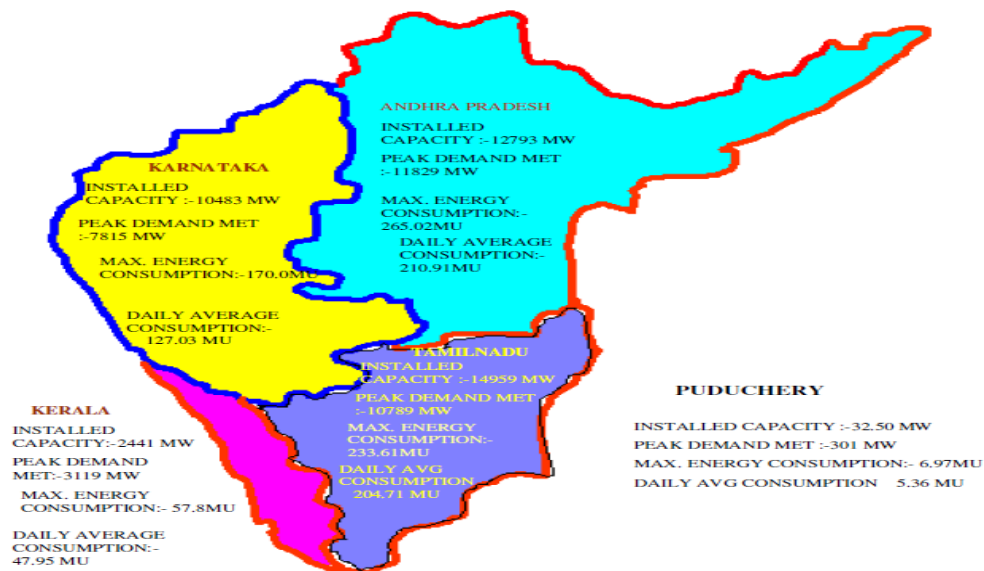 ANDHRA PRADESH
INSTALLED
CAPACITY :-12793 MW
PEAK DEMAND MET
:-11829 MW
MAX. ENERGY
CONSUMPTION:-
265.02MU
DAILY AVERAGE
CONSUMPTION:-
210.91MU
KARNATAKA
INSTALLED
CAPACITY :-10483 MW
PEAK DEMAND MET
:-7815 MW
MAX. ENERGY
CONSUMPTION:-170.0MU
DAILY AVERAGE
CONSUMPTION:-
127.03 MU
TAMILNADU
INSTALLED
CAPACITY :-14959 MW
PEAK DEMAND MET
:-10789 MW
MAX. ENERGY
CONSUMPTION:-
233.61MU
DAILY AVG
CONSUMPTION
204.71 MU
KERALA
INSTALLED
CAPACITY:-2441 MW
PEAK DEMAND
MET:-3119 MW
MAX. ENERGY
CONSUMPTION:- 57.8MU
DAILY AVERAGE
CONSUMPTION:-
47.95 MU
PUDUCHERY
INSTALLED CAPACITY :-32.50 MW
PEAK DEMAND MET :-301 MW
MAX. ENERGY CONSUMPTION:- 6.97MU
DAILY AVG CONSUMPTION 5.36 MU